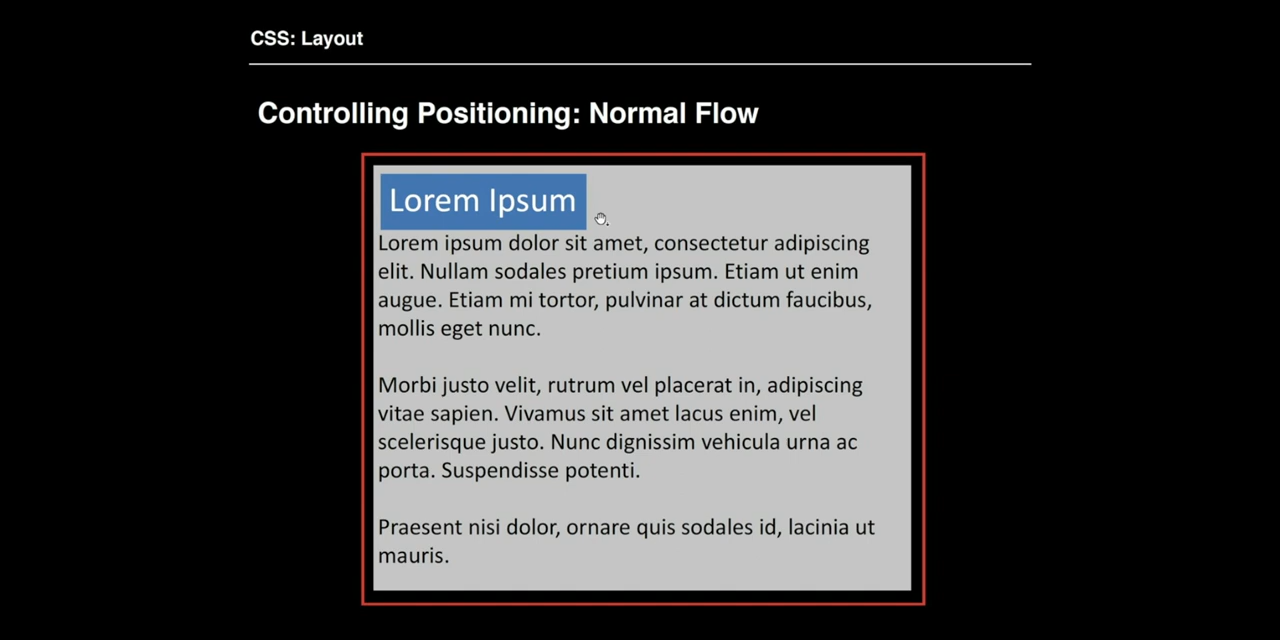 CSS: Layout
Controlling Positioning: Normal Flow
Lorem Ipsum
Lorem ipsum dolor sit amet, consectetur adipiscing
elit. Nullam sodales pretium ipsum. Etiam ut enim
augue. Etiam mi tortor, pulvinar at dictum faucibus,
mollis eget nunc.
Morbi justo velit, rutrum vel placerat in, adipiscing
vitae sapien. Vivamus sit amet lacus enim, vel
scelerisque justo. Nunc dignissim vehicula urna ac
porta. Suspendisse potenti.
Praesent nisi dolor, ornare quis sodales id, lacinia ut
mauris.